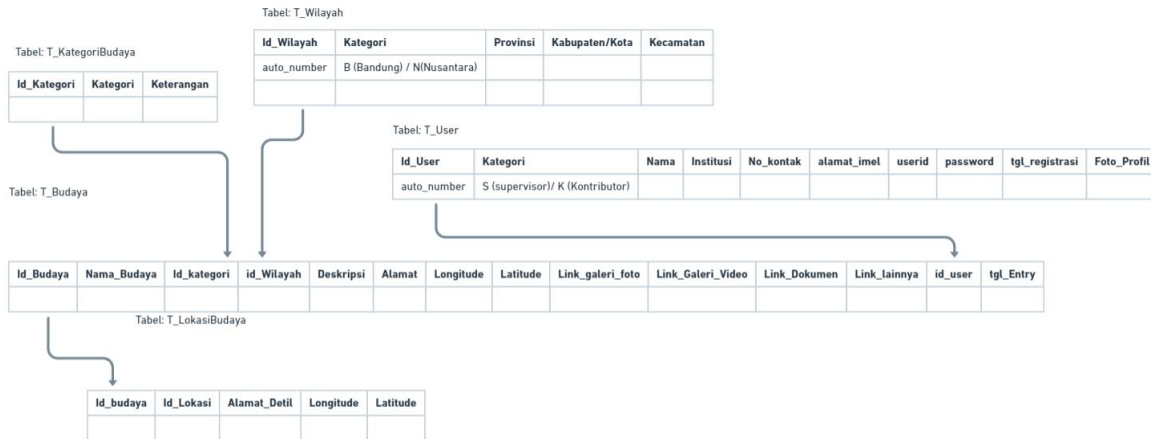 Tabel: T_Wilayah
Id_Wilayah Kategori Provinsi Kabupaten/Kota Kecamatan
auto_number B (Bandung) / N(Nusantara)
Tabel: T_KategoriBudaya
Id_Kategori Kategori Keterangan
Tabel: T_User
Id_User Kategori Nama Institusi No_kontak alamat_imel userid password tgl_registrasi Foto_Profil
auto_number S (supervisor)/ K (Kontributor)
Tabel: T_Budaya
Id_Budaya Nama_Budaya Id_kategori id_Wilayah Deskripsi Alamat Longitude Latitude Link_galeri_foto Link_Galeri_Video Link_Dokumen Link_lainnya id_user tgl_Entry
Tabel: T_LokasiBudaya
Id_budaya Id_Lokasi Alamat_Detil Longitude Latitude